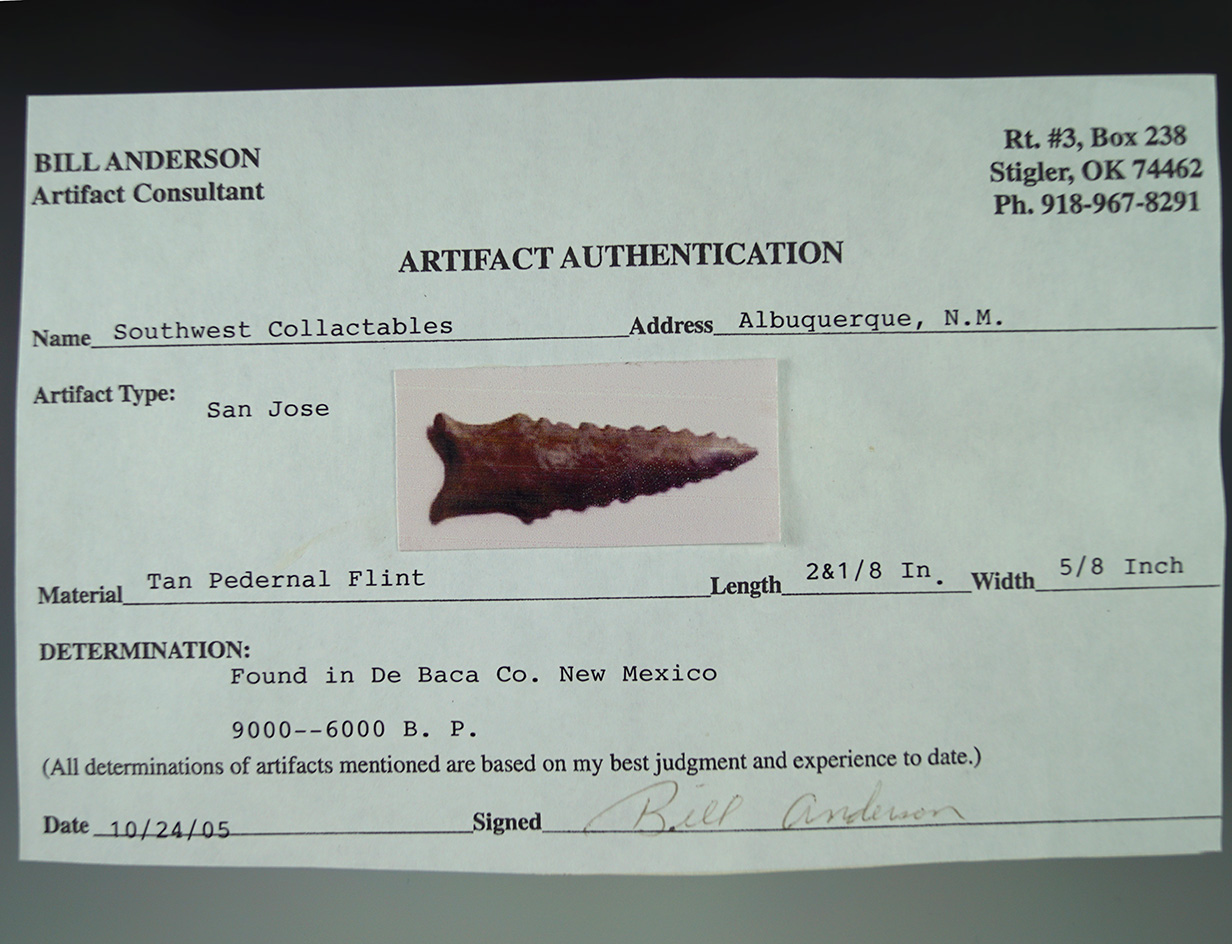 BILL ANDERSON
Artifact Consultant
Rt. #3, Box 238
Stigler, OK 74462
Ph. 918-967-8291
ARTIFACT AUTHENTICATION
Name Southwest Collactables Address Albuquerque, N.M.
Artifact Type: San Jose
Material Tan Pedernal Flint Length 2&1/8 In. Width 5/8 Inch
DETERMINATION:
Found in De Baca Co. New Mexico
9000--6000 B. P.
(All determinations of artifacts mentioned are based on my best judgment and experience to date.)
Date 10/24/05 Signed Bill Anderson